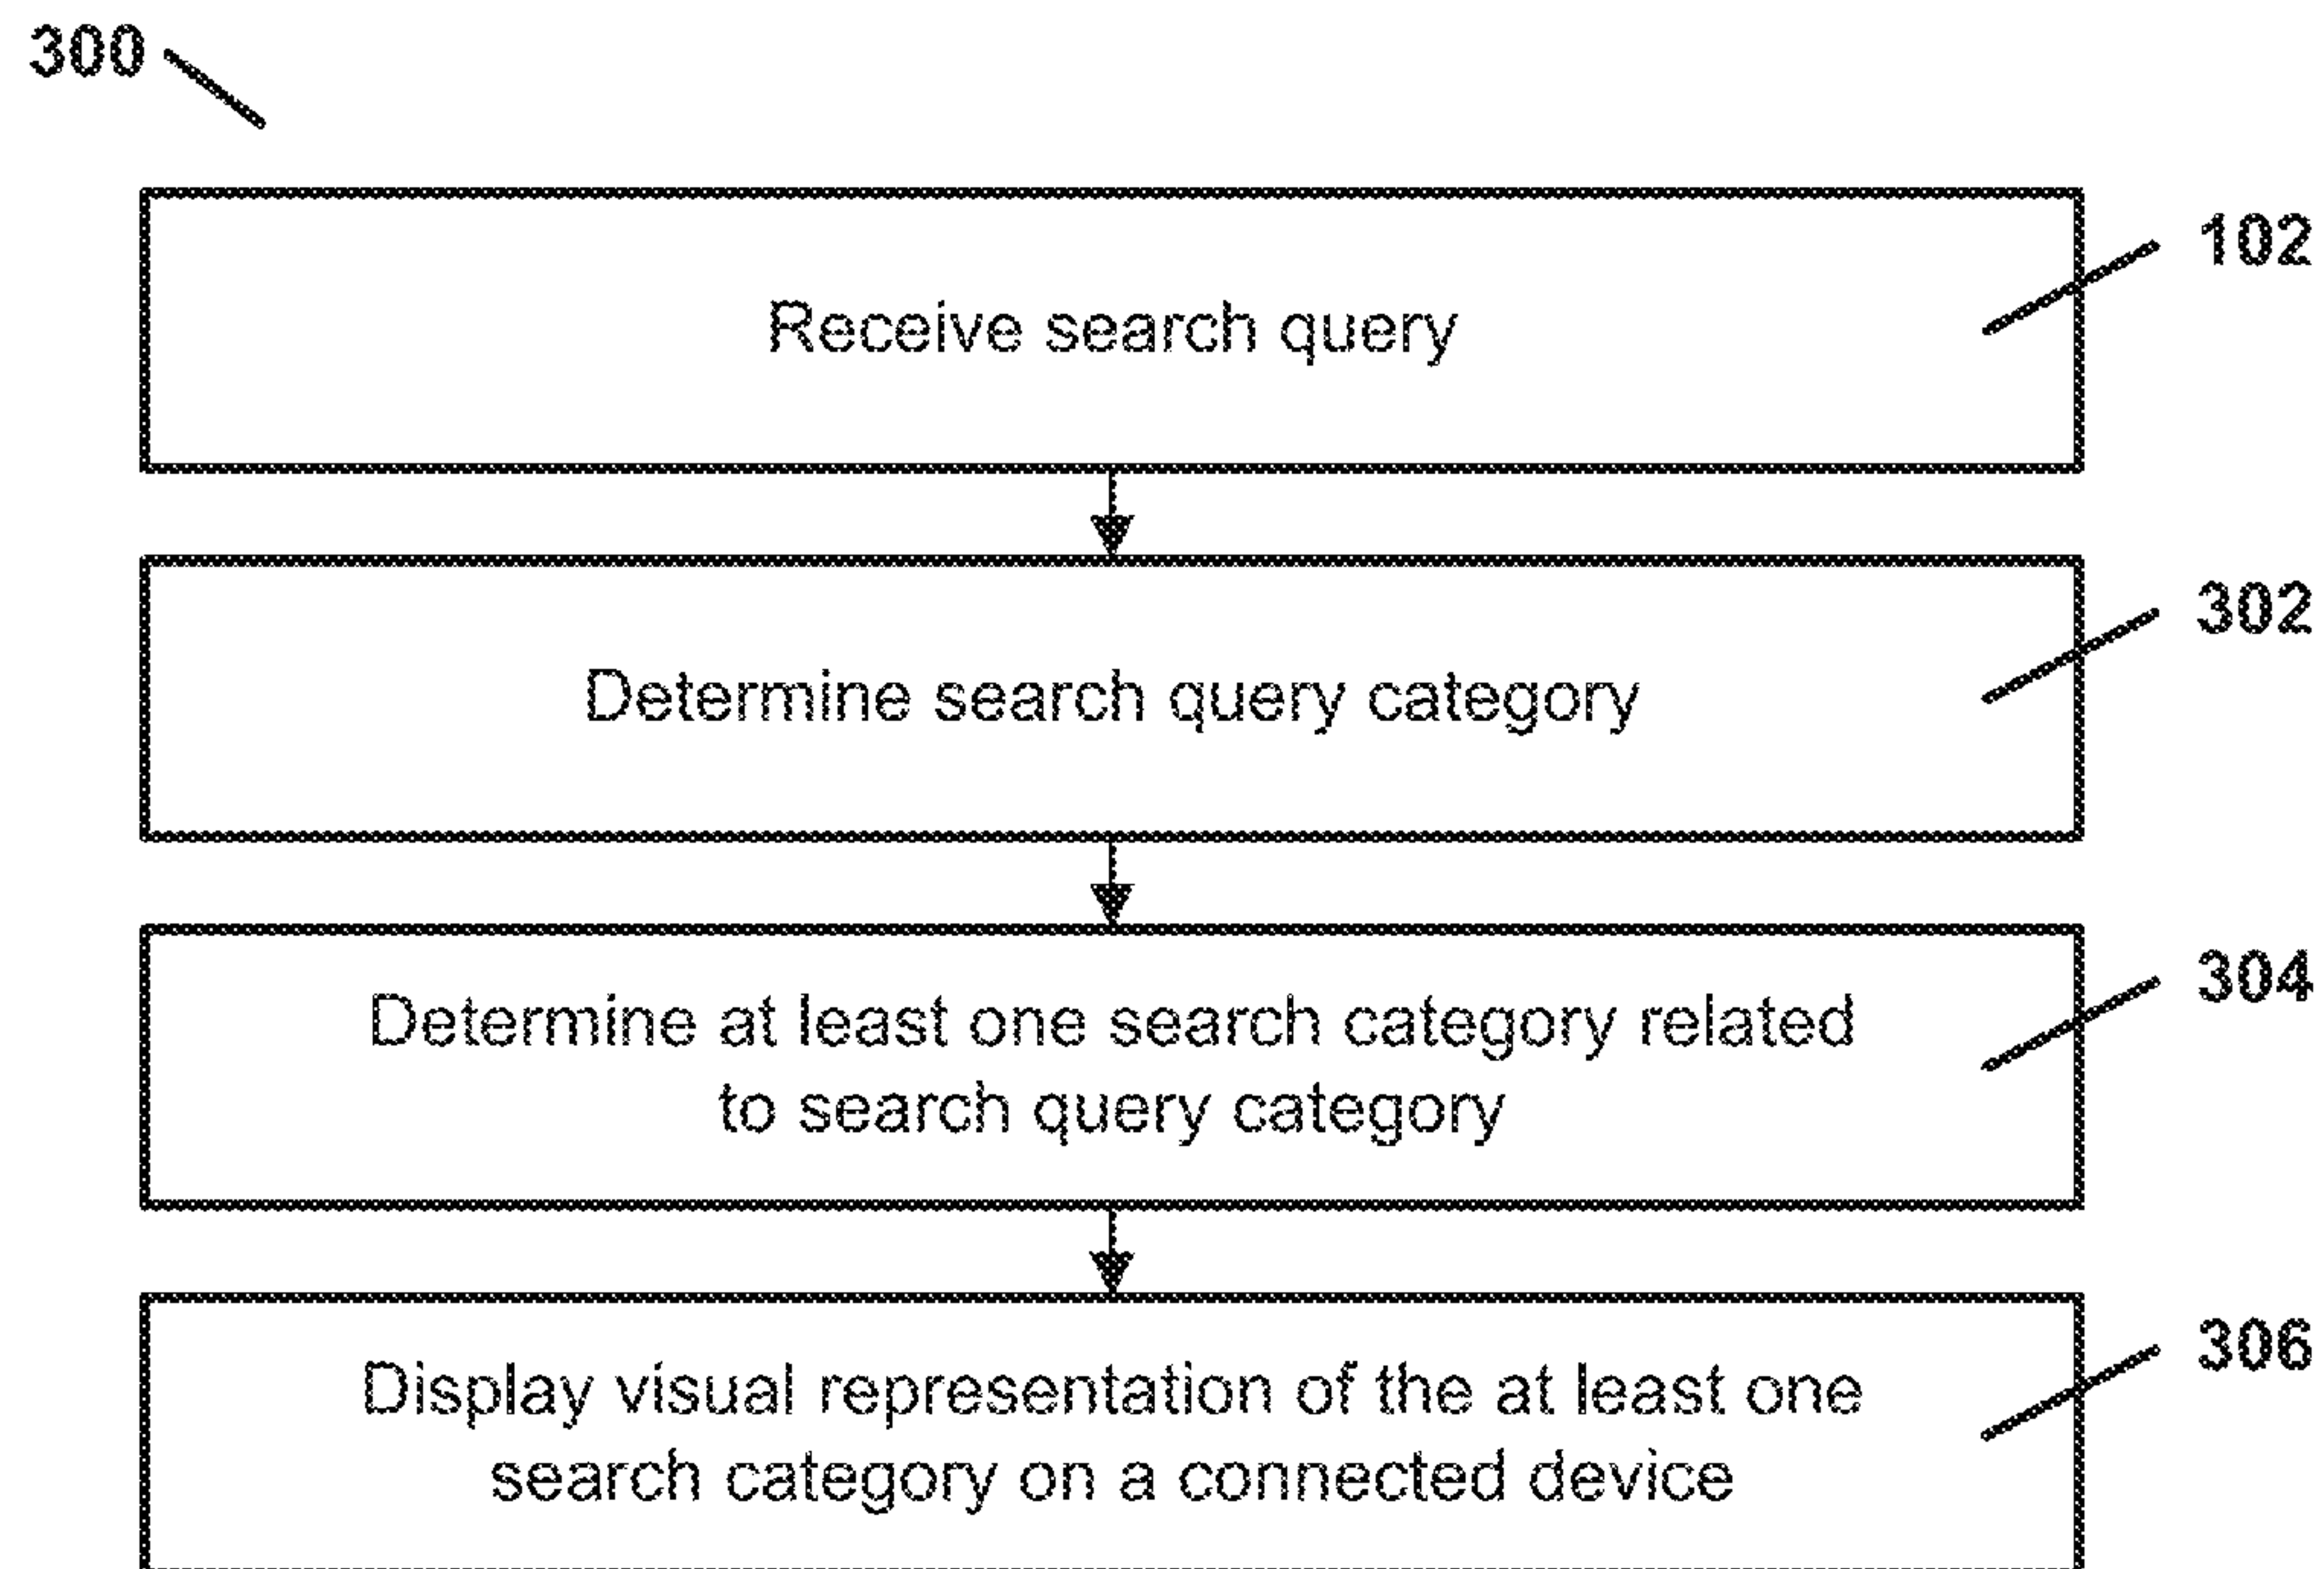 300
102
Receive search query
302
Determine search query category
304
Determine at least one search category related
to search query category
306
Display visual representation of the at least one
search category on a connected device